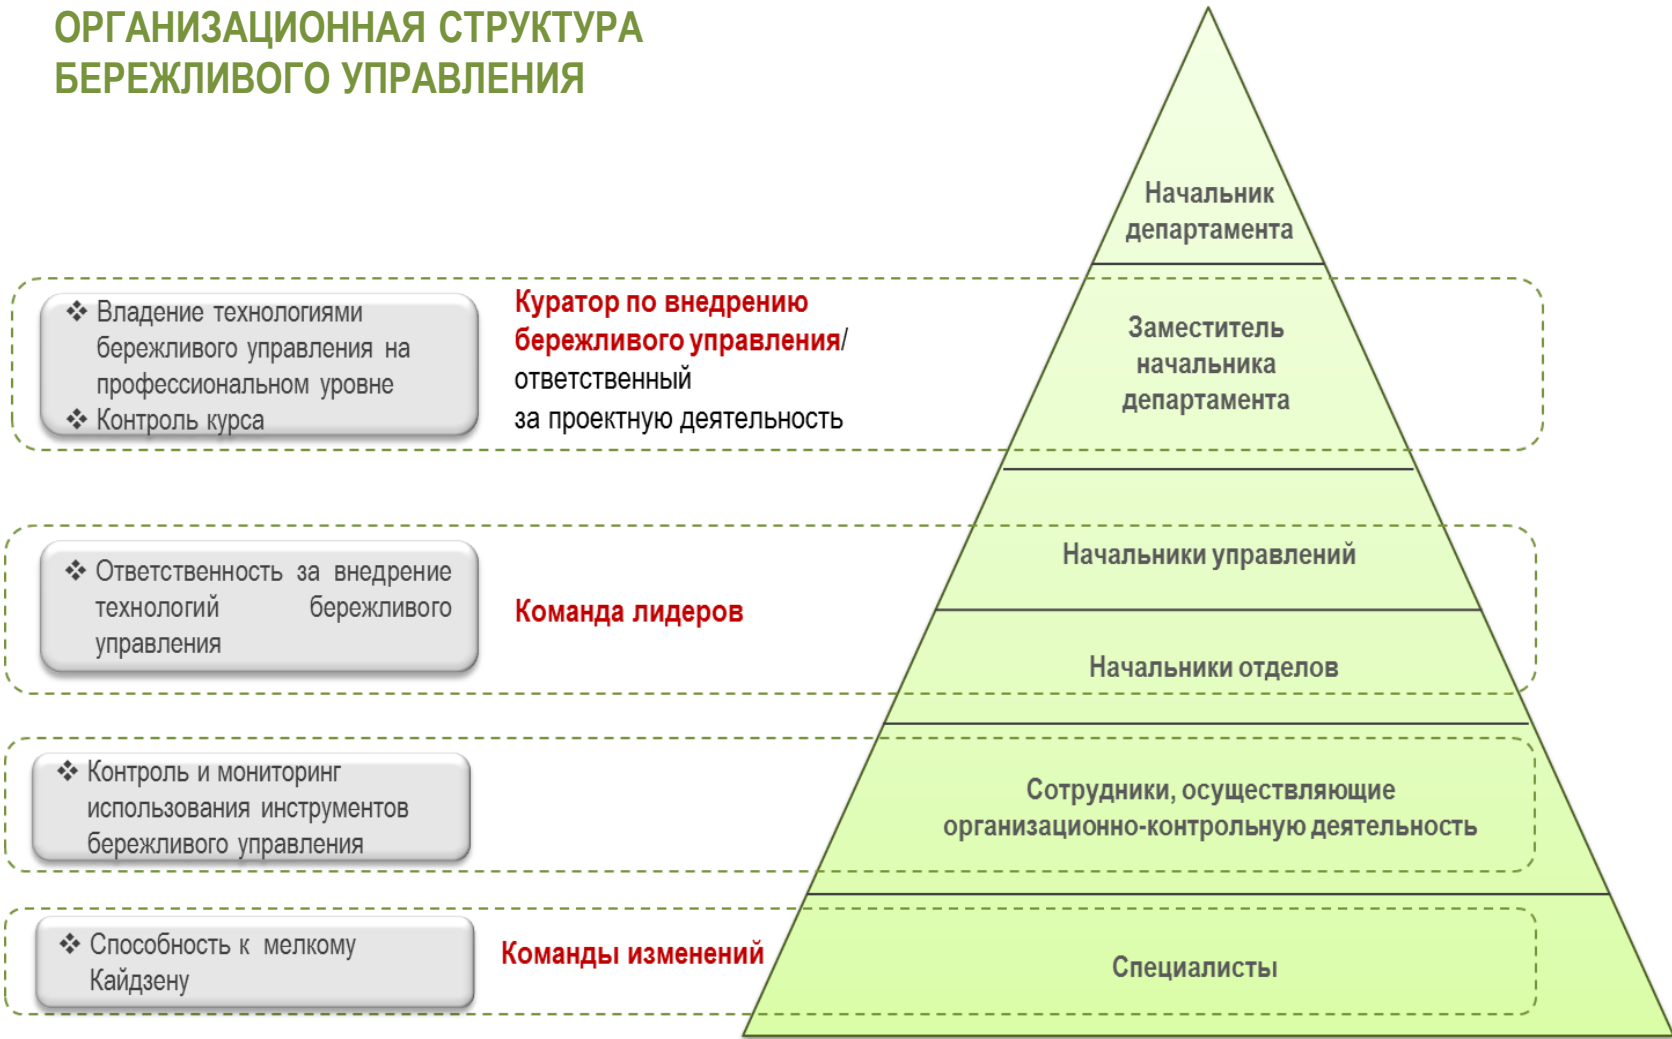 ОРГАНИЗАЦИОННАЯ СТРУКТУРА
БЕРЕЖЛИВОГО УПРАВЛЕНИЯ
Начальник
департамента
❖ Владение технологиями
бережливого управления на
профессиональном уровне
❖ Контроль курса
Куратор по внедрению
бережливого управления/
ответственный
за проектную деятельность
Заместитель
начальника
департамента
❖ Ответственность за внедрение
технологий бережливого
управления
Команда лидеров
Начальники управлений
Начальники отделов
❖ Контроль и мониторинг
использования инструментов
бережливого управления
Сотрудники, осуществляющие
организационно-контрольную деятельность
❖ Способность к мелкому
Кайдзену
Команды изменений
Специалисты